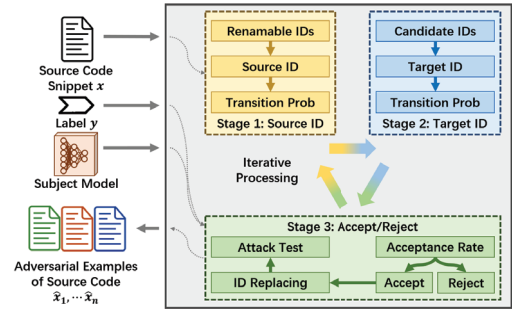 Source Code
Snippet x
Label y
Subject Model
Adversarial Examples
of Source Code
x̂₁, ⋯ x̂ₙ
Renamable IDs
Source ID
Transition Prob
Stage 1: Source ID
Candidate IDs
Target ID
Transition Prob
Stage 2: Target ID
Iterative
Processing
Stage 3: Accept/Reject
Attack Test
Acceptance Rate
ID Replacing
Accept
Reject